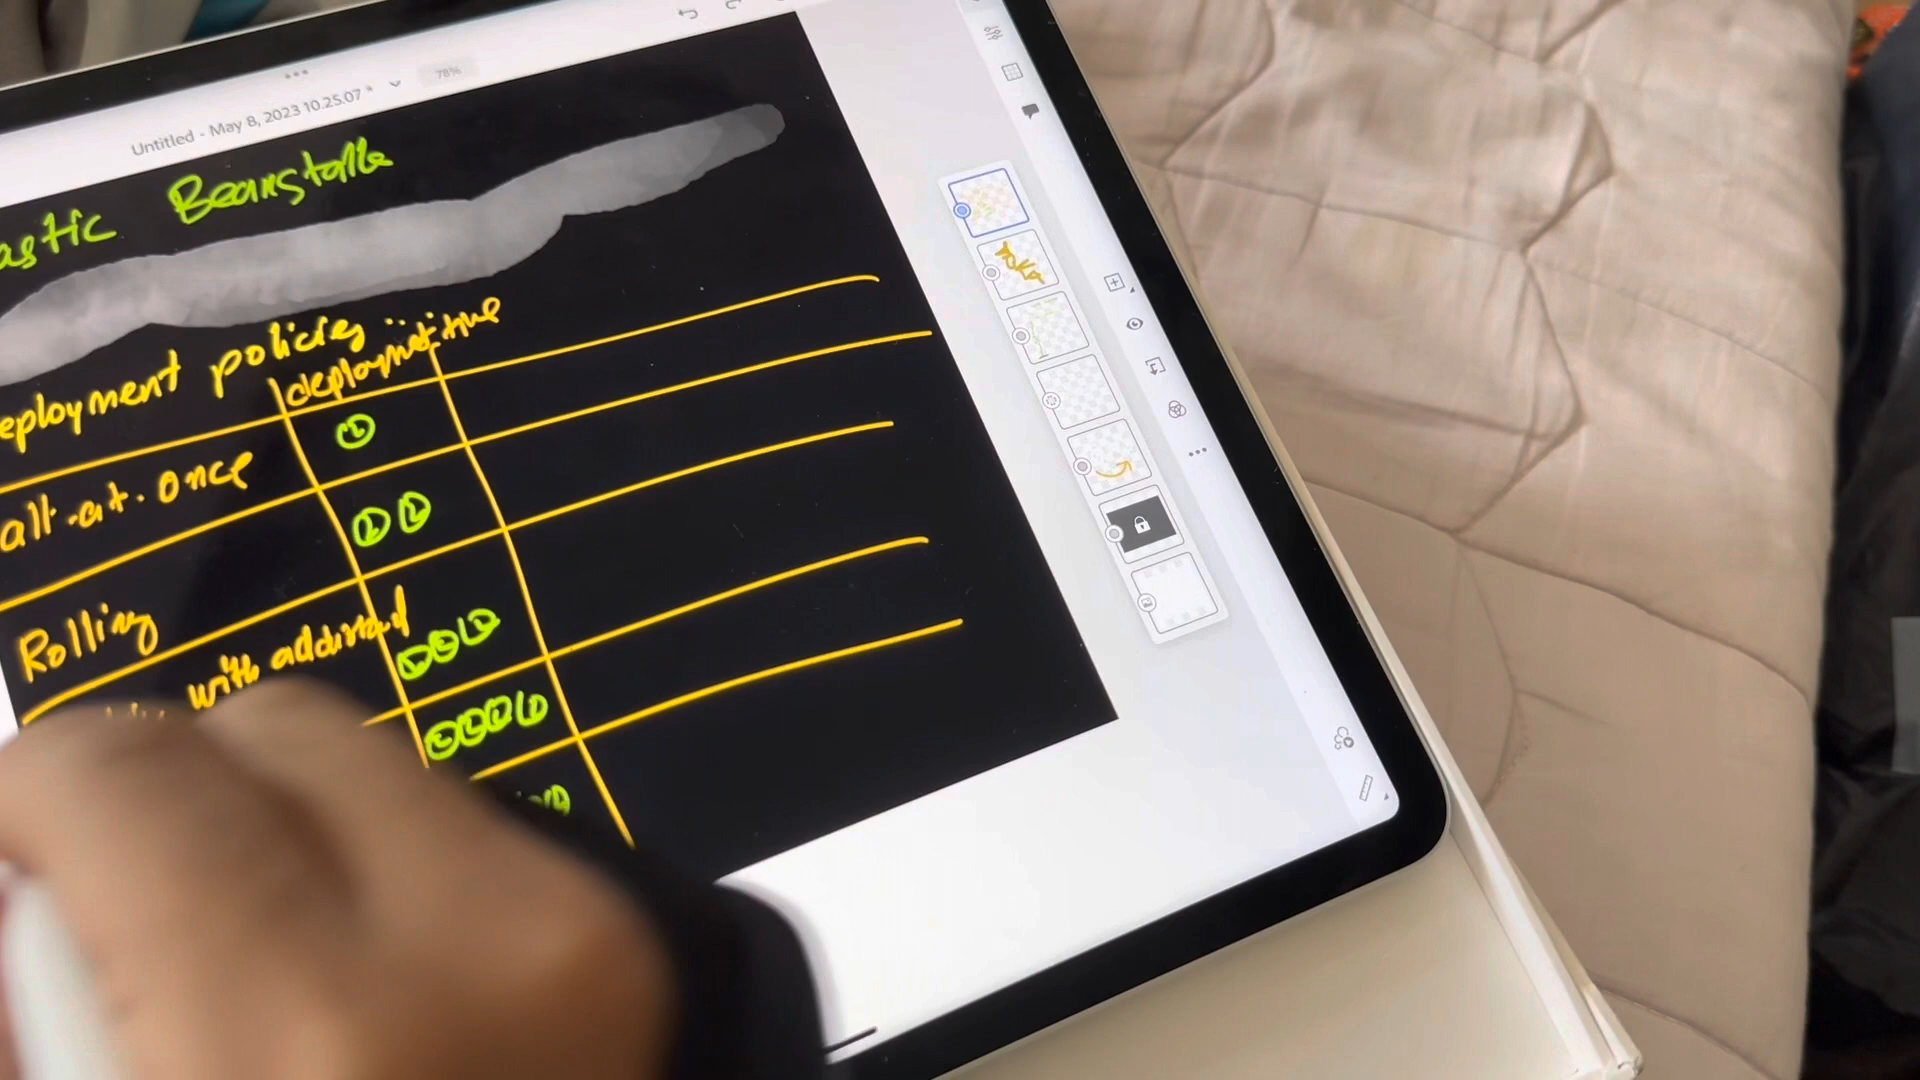 Untitled - May 8, 2023 10.25.07 *
78%
astic Beanstalk
eployment policies
deployment time
all-at-once
Rolling
with additional